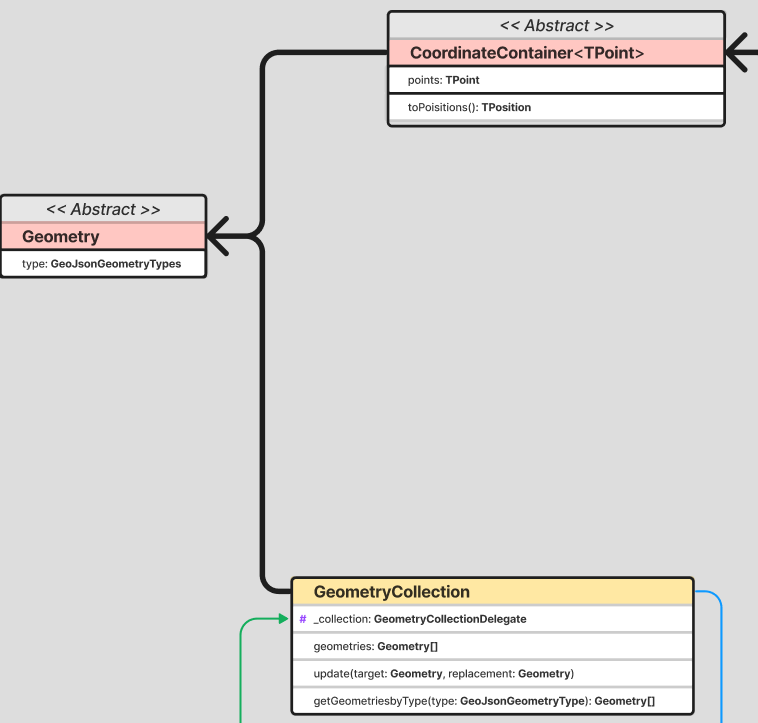 << Abstract >>
CoordinateContainer<TPoint>
points: TPoint
toPoisitions(): TPosition
<< Abstract >>
Geometry
type: GeoJsonGeometryTypes
GeometryCollection
# _collection: GeometryCollectionDelegate
geometries: Geometry[]
update(target: Geometry, replacement: Geometry)
getGeometriesbyType(type: GeoJsonGeometryType): Geometry[]